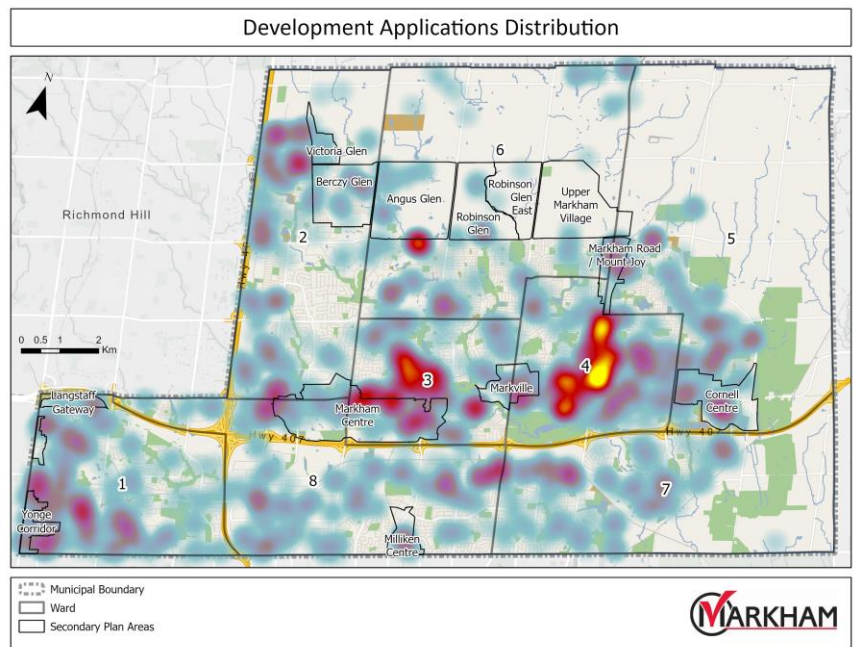 Development Applications Distribution
N
Victoria Glen
6
Berczy Glen
Angus Glen
Robinson
Glen
East
Robinson
Glen
Upper
Markham
Village
Richmond Hill
2
Markham Road
/ Mount Joy
5
0 0.5 1 2
Km
3
4
Markville
Langstaff
Gateway
Markham
Centre
Cornell
Centre
Hwy 407
Hwy 40
1
8
7
Yonge
Corridor
Milliken
Centre
Municipal Boundary
Ward
Secondary Plan Areas
MARKHAM